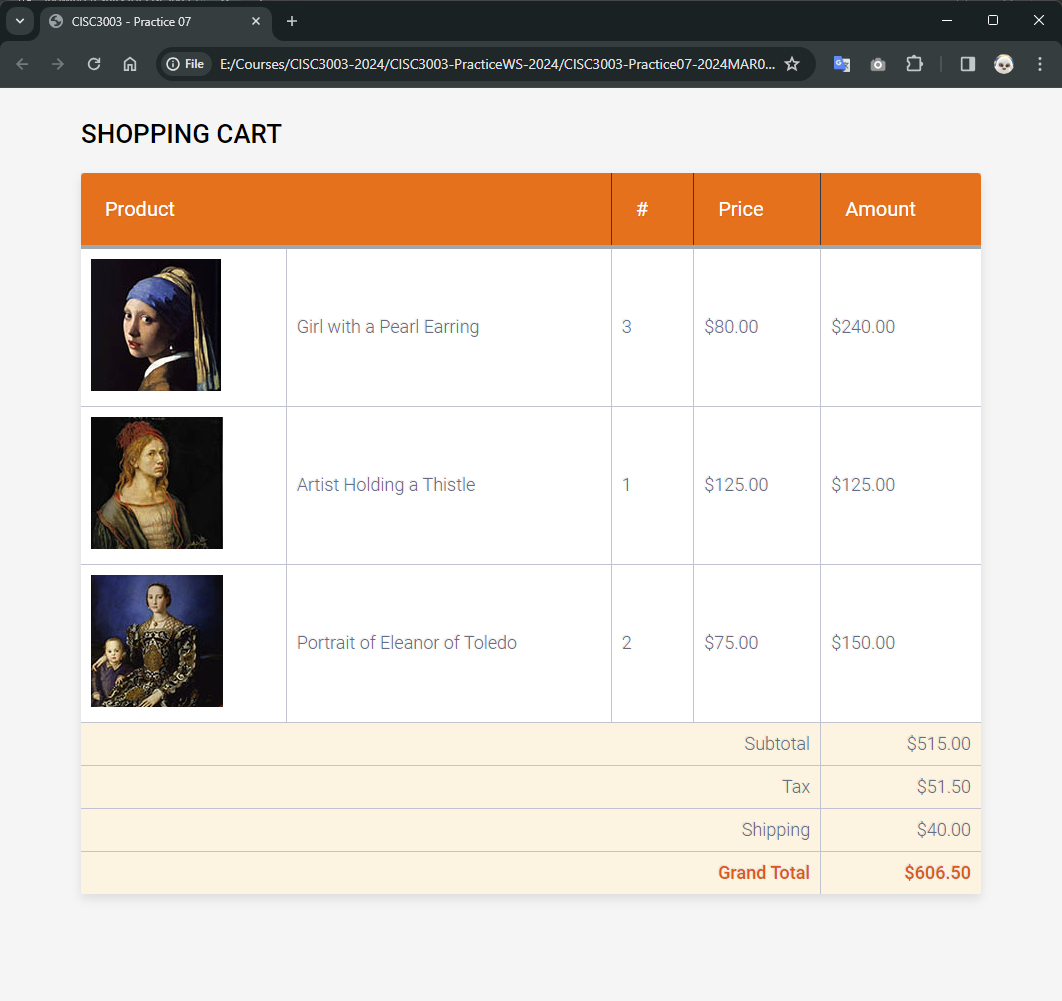 CISC3003 - Practice 07
File E:/Courses/CISC3003-2024/CISC3003-PracticeWS-2024/CISC3003-Practice07-2024MAR0...
SHOPPING CART
Product # Price Amount
Girl with a Pearl Earring 3 $80.00 $240.00
Artist Holding a Thistle 1 $125.00 $125.00
Portrait of Eleanor of Toledo 2 $75.00 $150.00
Subtotal $515.00
Tax $51.50
Shipping $40.00
Grand Total $606.50